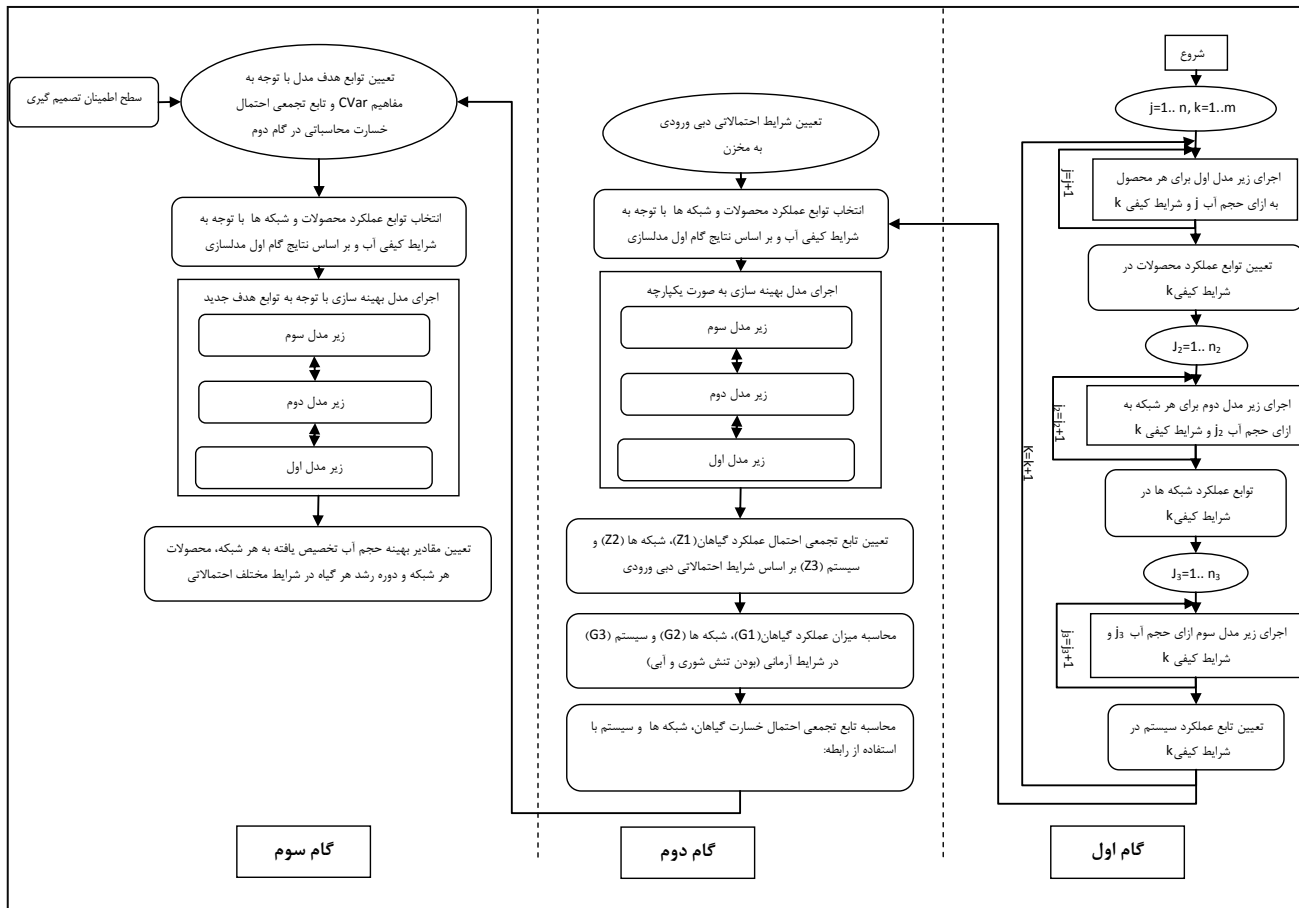 شروع
j=1.. n, k=1..m
اجرای زیر مدل اول برای هر محصول
به ازای حجم آب j و شرایط کیفی k
j=j+1
تعیین توابع عملکرد محصولات در
شرایط کیفی k
J₂=1.. n₂
اجرای زیر مدل دوم برای هر شبکه به
ازای حجم آب j₂ و شرایط کیفی k
j₂=j₂+1
K=k+1
توابع عملکرد شبکه ها در
شرایط کیفی k
J₃=1.. n₃
اجرای زیر مدل سوم ازای حجم آب j₃ و
شرایط کیفی k
j₃=j₃+1
تعیین تابع عملکرد سیستم در
شرایط کیفی k
گام اول
تعیین شرایط احتمالاتی دبی ورودی
به مخزن
انتخاب توابع عملکرد محصولات و شبکه ها با توجه به
شرایط کیفی آب و بر اساس نتایج گام اول مدلسازی
اجرای مدل بهینه سازی به صورت یکپارچه
زیر مدل سوم
زیر مدل دوم
زیر مدل اول
تعیین تابع تجمعی احتمال عملکرد گیاهان(Z1)، شبکه ها (Z2) و
سیستم (Z3) بر اساس شرایط احتمالاتی دبی ورودی
محاسبه میزان عملکرد گیاهان(G1)، شبکه ها (G2) و سیستم (G3)
در شرایط آرمانی (بودن تنش شوری و آبی)
محاسبه تابع تجمعی احتمال خسارت گیاهان، شبکه ها و سیستم با
استفاده از رابطه:
گام دوم
سطح اطمینان تصمیم گیری
تعیین توابع هدف مدل با توجه به
مفاهیم CVar و تابع تجمعی احتمال
خسارت محاسباتی در گام دوم
انتخاب توابع عملکرد محصولات و شبکه ها با توجه به
شرایط کیفی آب و بر اساس نتایج گام اول مدلسازی
اجرای مدل بهینه سازی با توجه به توابع هدف جدید
زیر مدل سوم
زیر مدل دوم
زیر مدل اول
تعیین مقادیر بهینه حجم آب تخصیص یافته به هر شبکه، محصولات
هر شبکه و دوره رشد هر گیاه در شرایط مختلف احتمالاتی
گام سوم